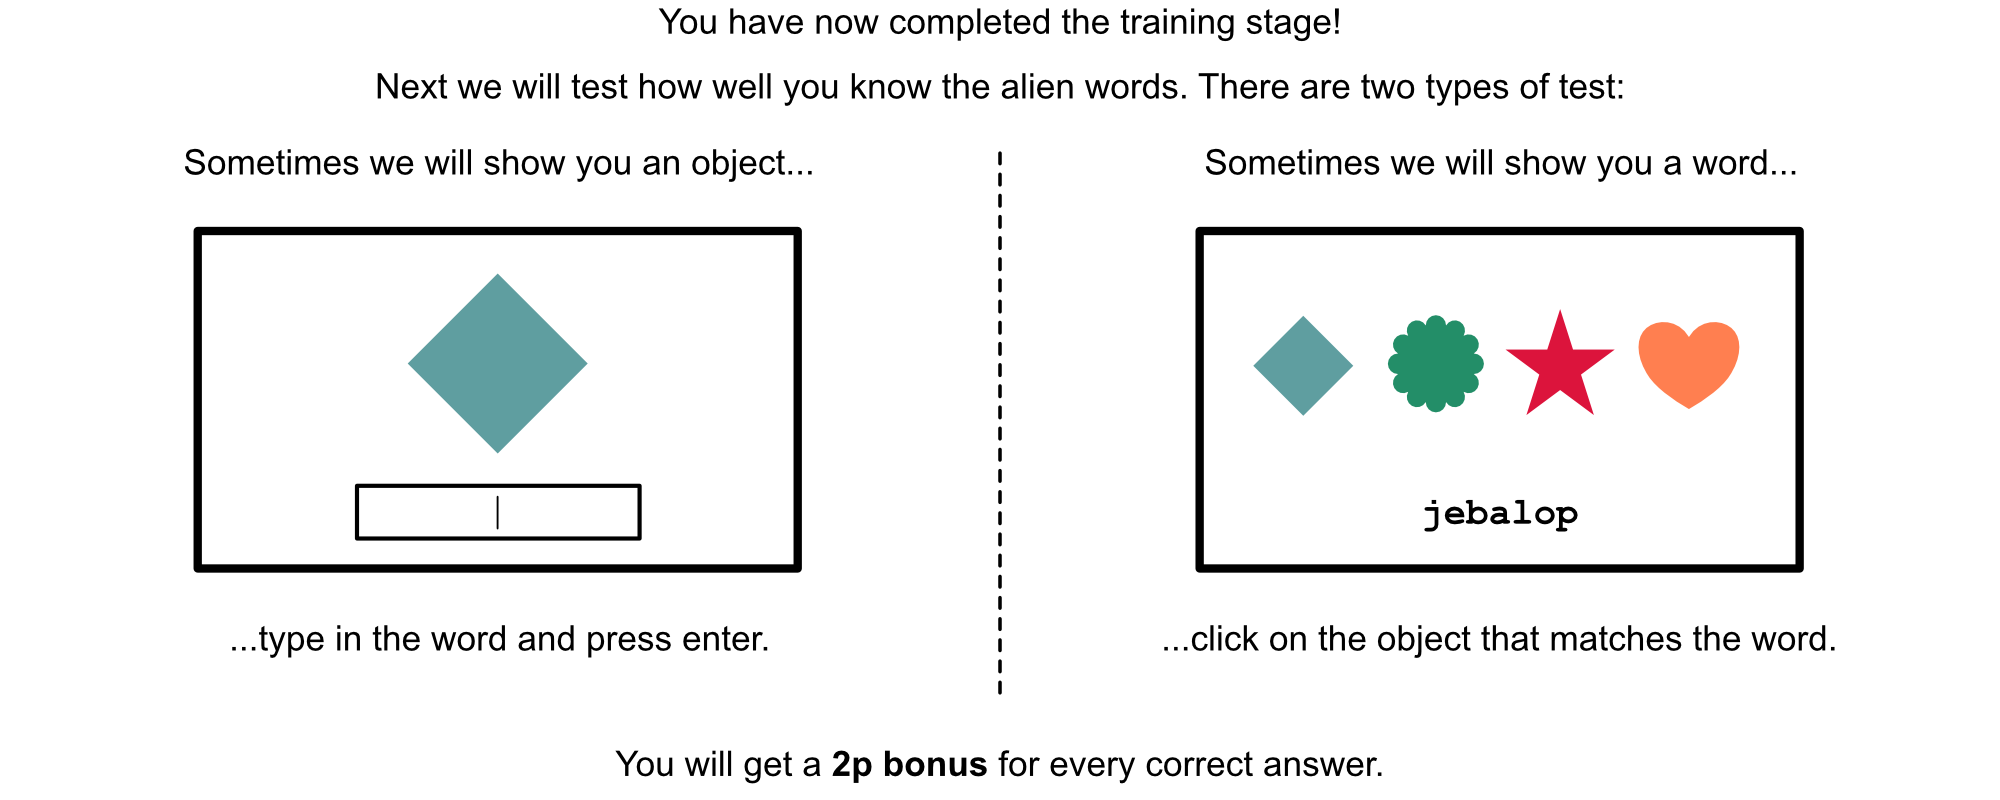 You have now completed the training stage!
Next we will test how well you know the alien words. There are two types of test:
Sometimes we will show you an object...
...type in the word and press enter.
Sometimes we will show you a word...
jebalop
...click on the object that matches the word.
You will get a 2p bonus for every correct answer.